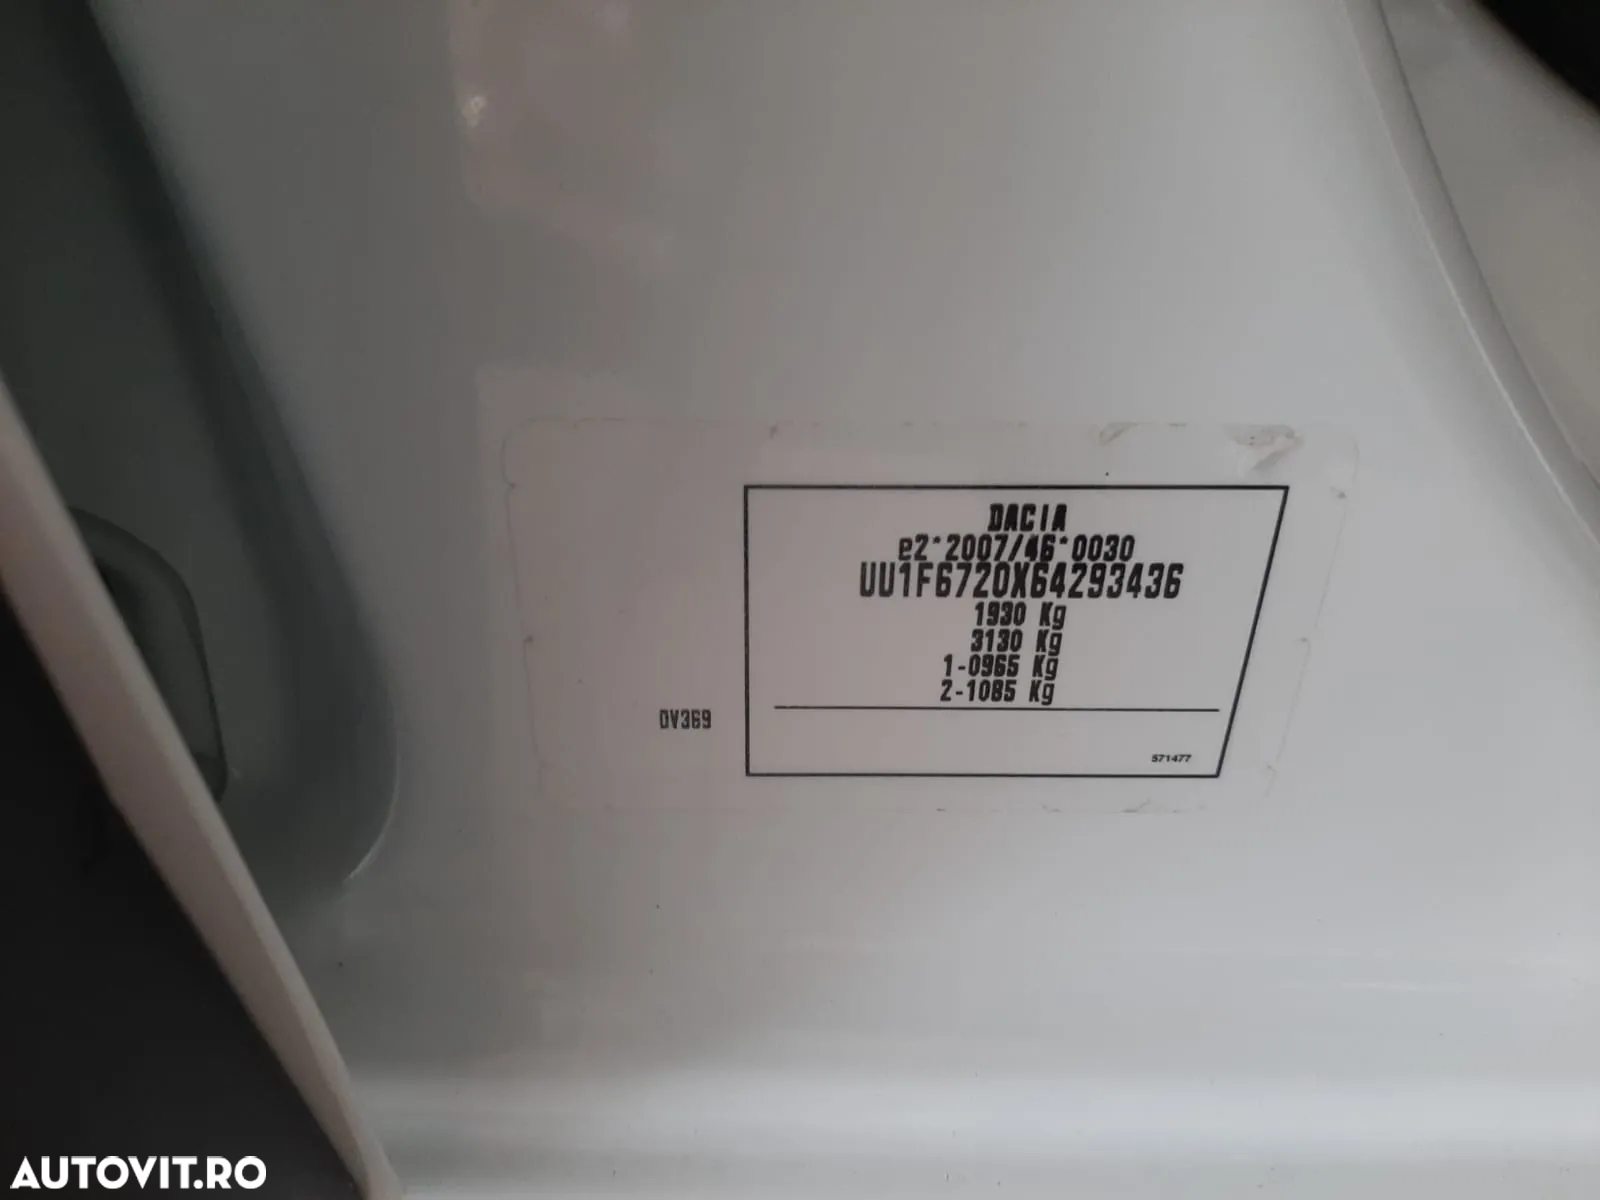 DACIA
e2*2007/46*0030
UU1F6720X64293436
1930 Kg
3130 Kg
1-0965 Kg
2-1085 Kg
DV369
571477
AUTOVIT.RO